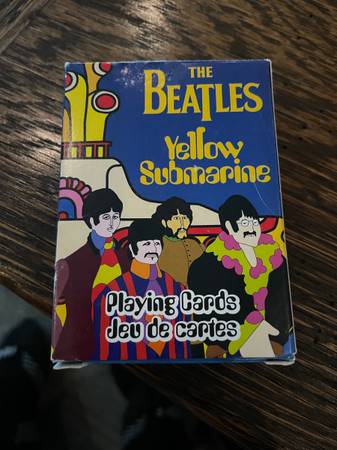 THE
BEATLES
Yellow
Submarine
Playing Cards
Jeu de cartes